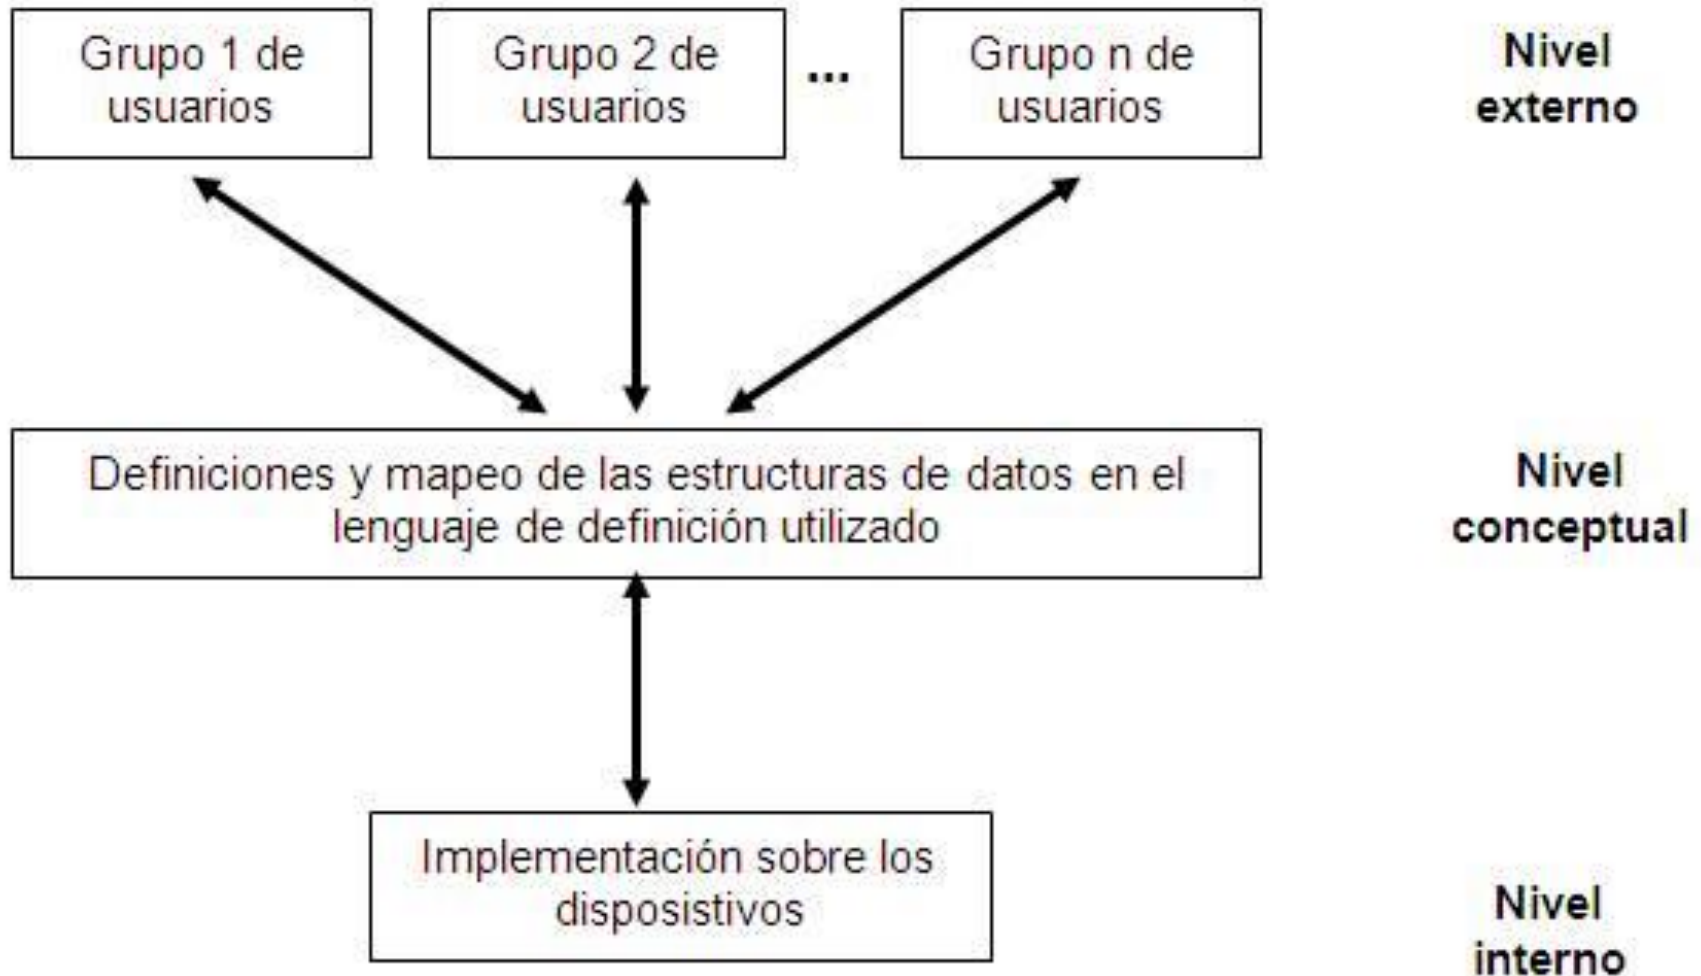 Grupo 1 de
usuarios
Grupo 2 de
usuarios
...
Grupo n de
usuarios
Nivel
externo
Definiciones y mapeo de las estructuras de datos en el
lenguaje de definición utilizado
Nivel
conceptual
Implementación sobre los
disposistivos
Nivel
interno